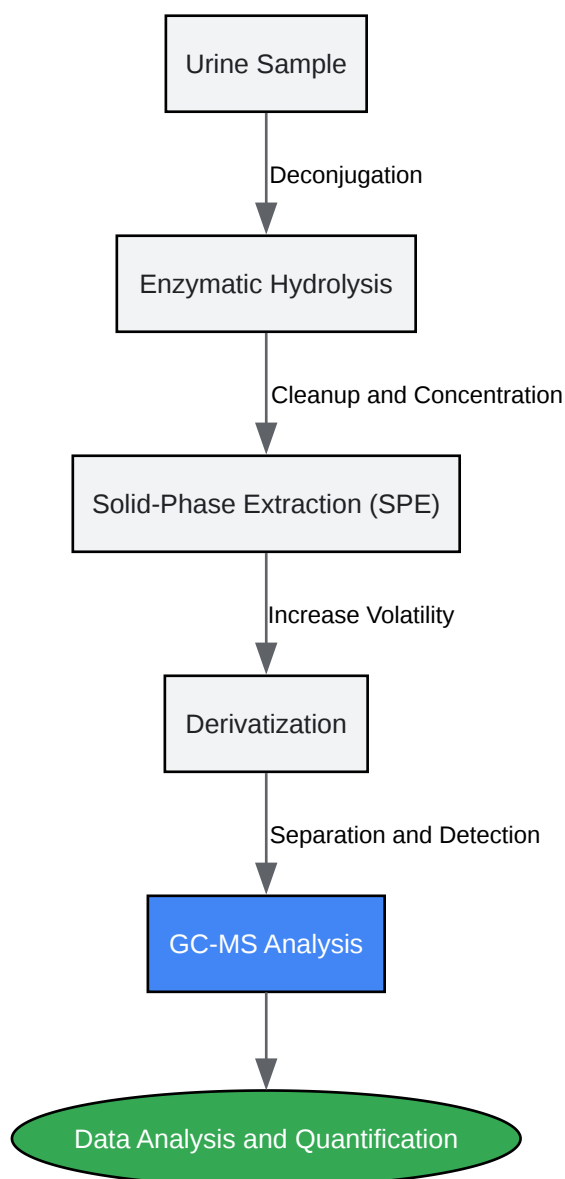 Urine Sample
Deconjugation
Enzymatic Hydrolysis
Cleanup and Concentration
Solid-Phase Extraction (SPE)
Increase Volatility
Derivatization
Separation and Detection
GC-MS Analysis
Data Analysis and Quantification